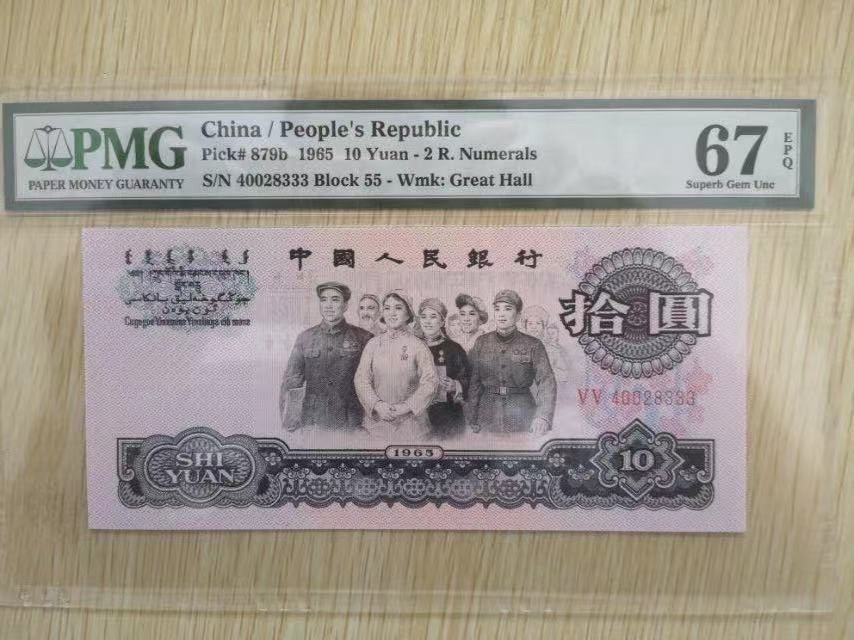 PMG
PAPER MONEY GUARANTY
China / People's Republic
Pick# 879b 1965 10 Yuan - 2 R. Numerals
S/N 40028333 Block 55 - Wmk: Great Hall
67
EPQ
Superb Gem Unc
中國人民銀行
拾圓
VV 40028333
1965
SHI
YUAN
10